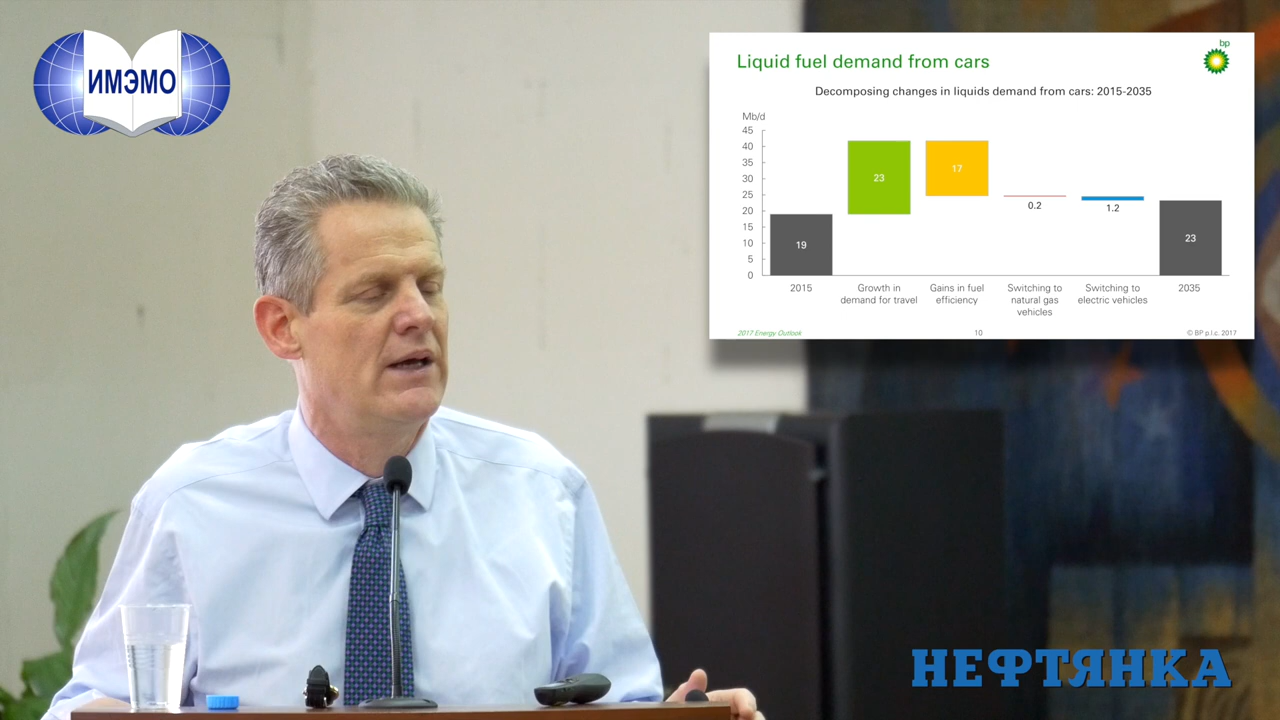 ИМЭМО
bp
Liquid fuel demand from cars
Decomposing changes in liquids demand from cars: 2015-2035
Mb/d
45
40
35
30
25
20
15
10
5
0
19
23
17
0.2
1.2
23
2015
Growth in
demand for travel
Gains in fuel
efficiency
Switching to
natural gas
vehicles
Switching to
electric vehicles
2035
2017 Energy Outlook
10
© BP p.l.c. 2017
НЕФТЯНКА